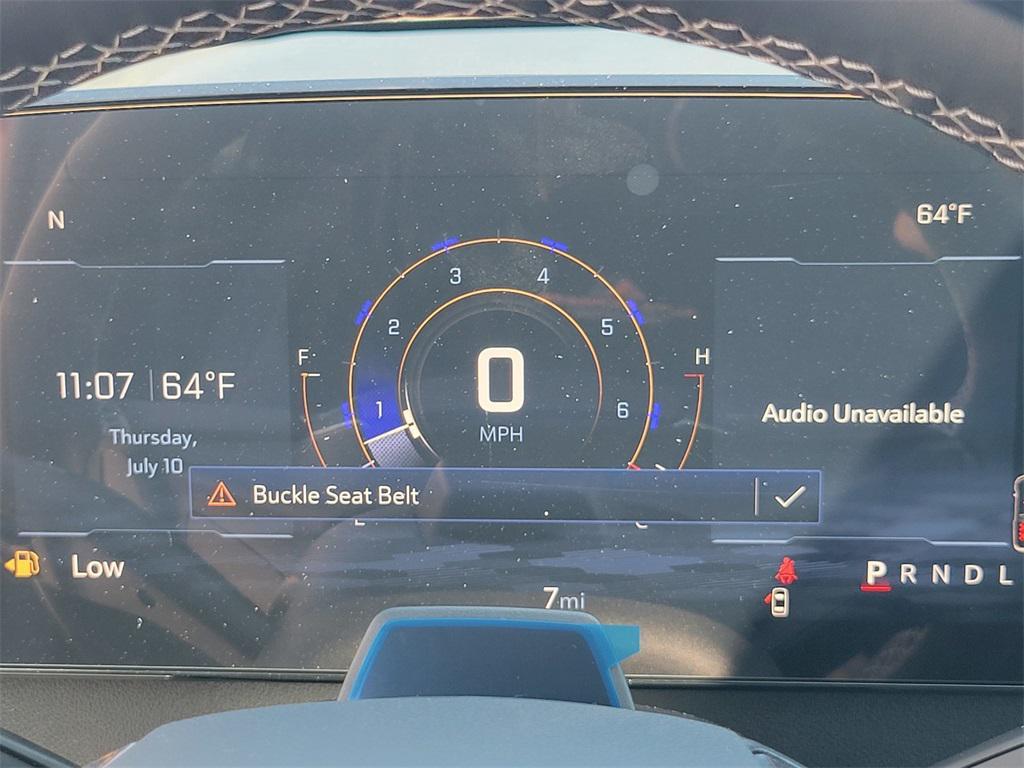 N
64°F
3
4
2
5
F
H
11:07
64°F
0
1
6
Audio Unavailable
MPH
Thursday,
July 10
Buckle Seat Belt
Low
P R N D L
7mi